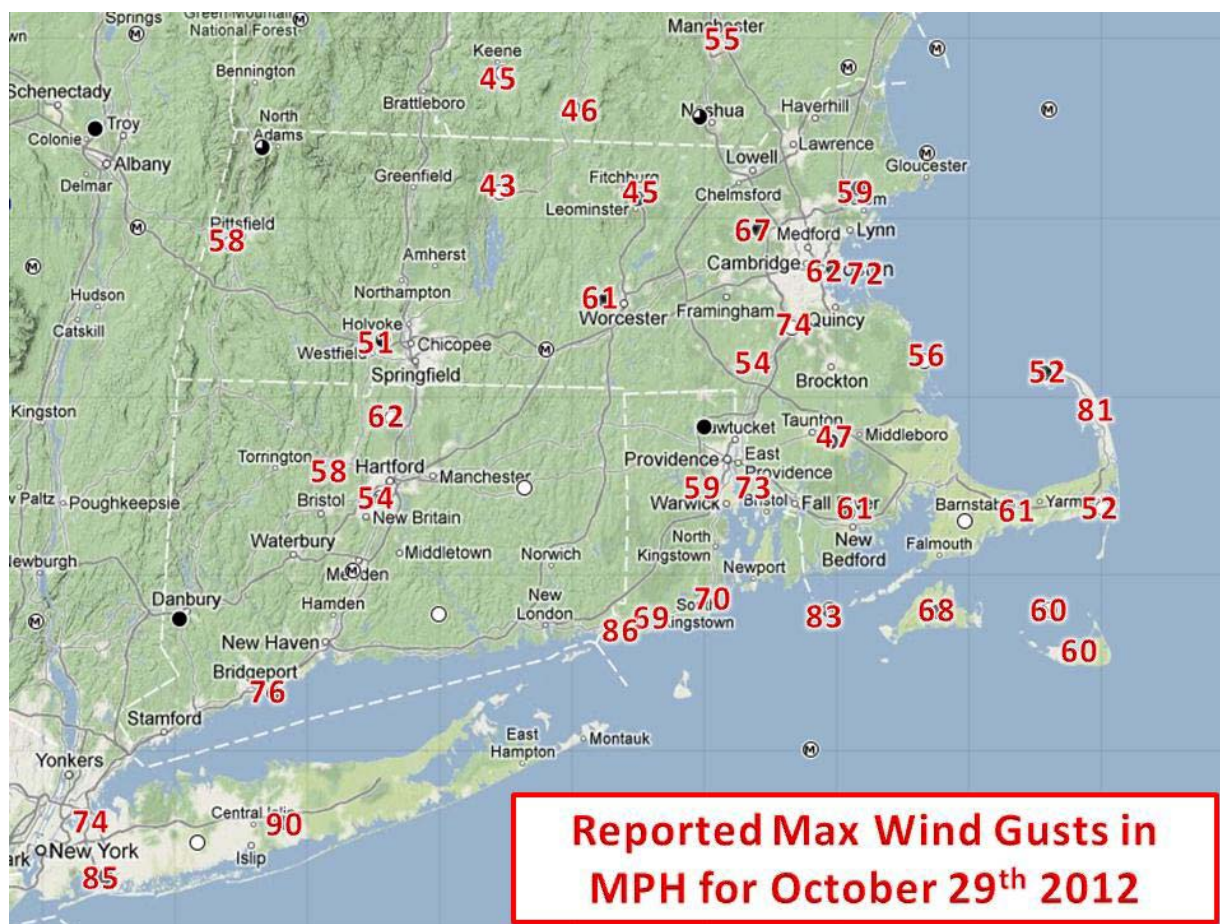 Springs
Green Mountain
National Forest
Manchester
55
Keene
45
Bennington
Schenectady
Brattleboro
46
Nashua
Haverhill
Troy
Colonie
North
Adams
Albany
Lawrence
Lowell
Gloucester
Delmar
Greenfield
43
Fitchburg
45
Chelmsford
59
Leominster
Pittsfield
58
67
Medford
Lynn
Amherst
Cambridge
62
72
Northampton
Hudson
61
Framingham
Catskill
Worcester
Quincy
74
Holyoke
51
Westfield
Chicopee
Springfield
54
56
Brockton
52
Kingston
62
81
Taunton
47
Middleboro
Torrington
58
Hartford
Manchester
Providence
East
Providence
Poughkeepsie
Bristol
54
New Britain
59
73
Warwick
Bristol
Fall River
61
Barnstable
61
52
New
Bedford
Falmouth
Waterbury
Middletown
Norwich
North
Kingstown
Newport
Newburgh
Meriden
Danbury
Hamden
New
London
South
Kingstown
70
69
86
83
68
60
60
New Haven
Bridgeport
76
Stamford
East
Hampton
Montauk
Yonkers
74
Central Islip
90
New York
Islip
85
Reported Max Wind Gusts in
MPH for October 29th 2012